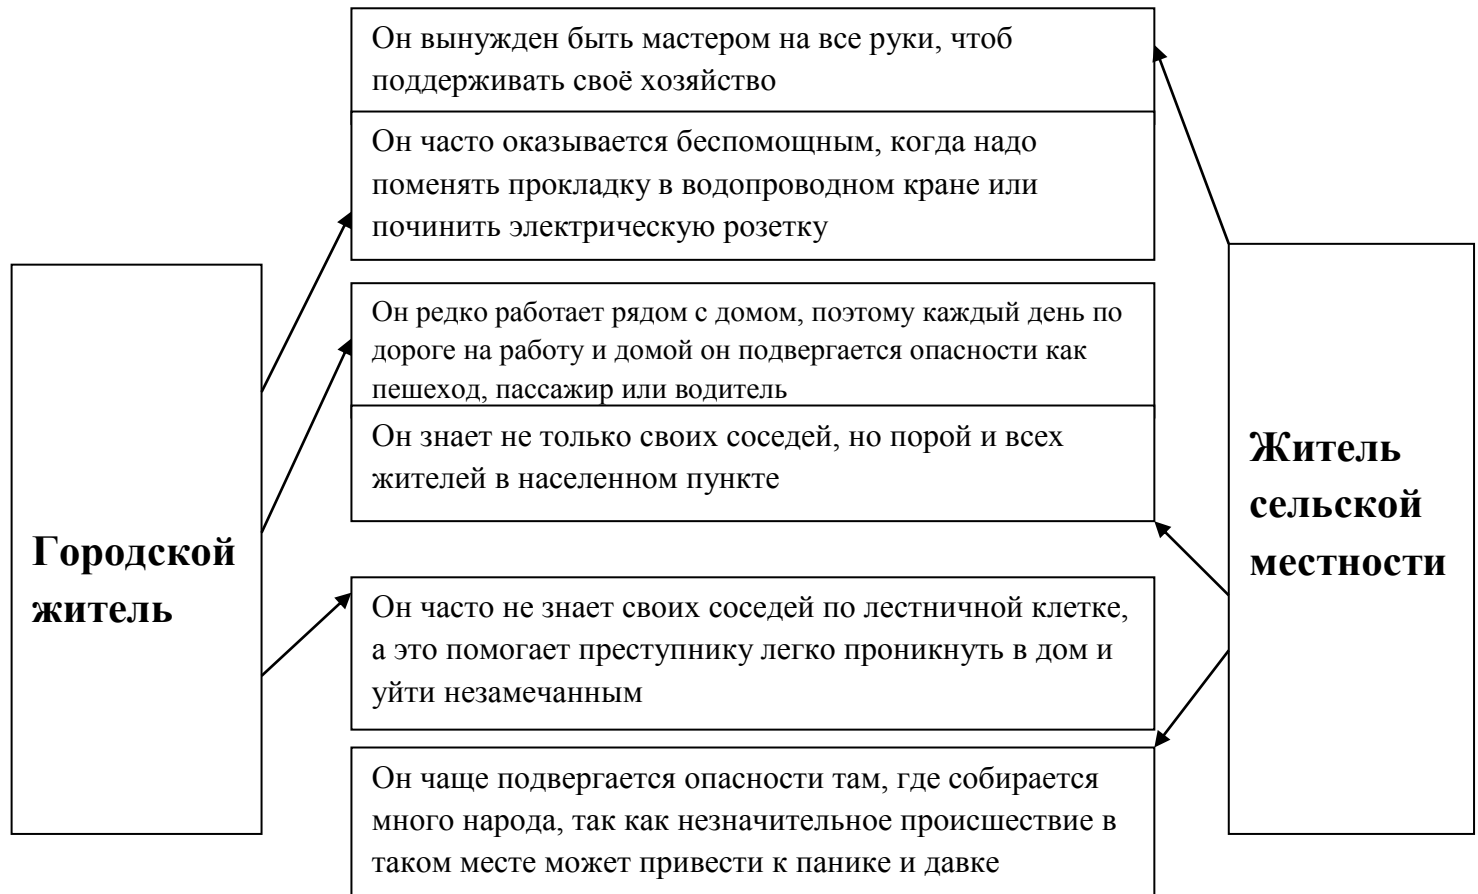 Он вынужден быть мастером на все руки, чтоб
поддерживать своё хозяйство
Он часто оказывается беспомощным, когда надо
поменять прокладку в водопроводном кране или
починить электрическую розетку
Он редко работает рядом с домом, поэтому каждый день по
дороге на работу и домой он подвергается опасности как
пешеход, пассажир или водитель
Он знает не только своих соседей, но порой и всех
жителей в населенном пункте
Он часто не знает своих соседей по лестничной клетке,
а это помогает преступнику легко проникнуть в дом и
уйти незамечанным
Он чаще подвергается опасности там, где собирается
много народа, так как незначительное происшествие в
таком месте может привести к панике и давке
Городской
житель
Житель
сельской
местности